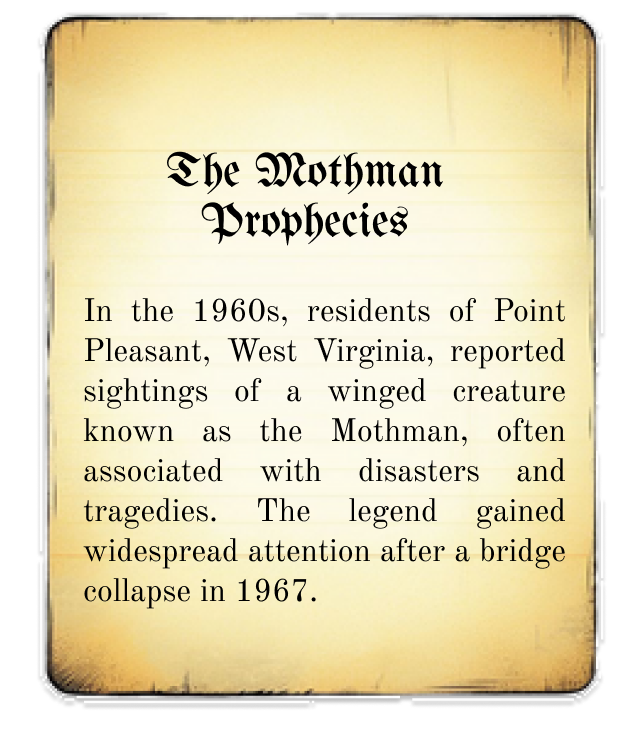 The Mothman
Prophecies
In the 1960s, residents of Point
Pleasant, West Virginia, reported
sightings of a winged creature
known as the Mothman, often
associated with disasters and
tragedies. The legend gained
widespread attention after a bridge
collapse in 1967.